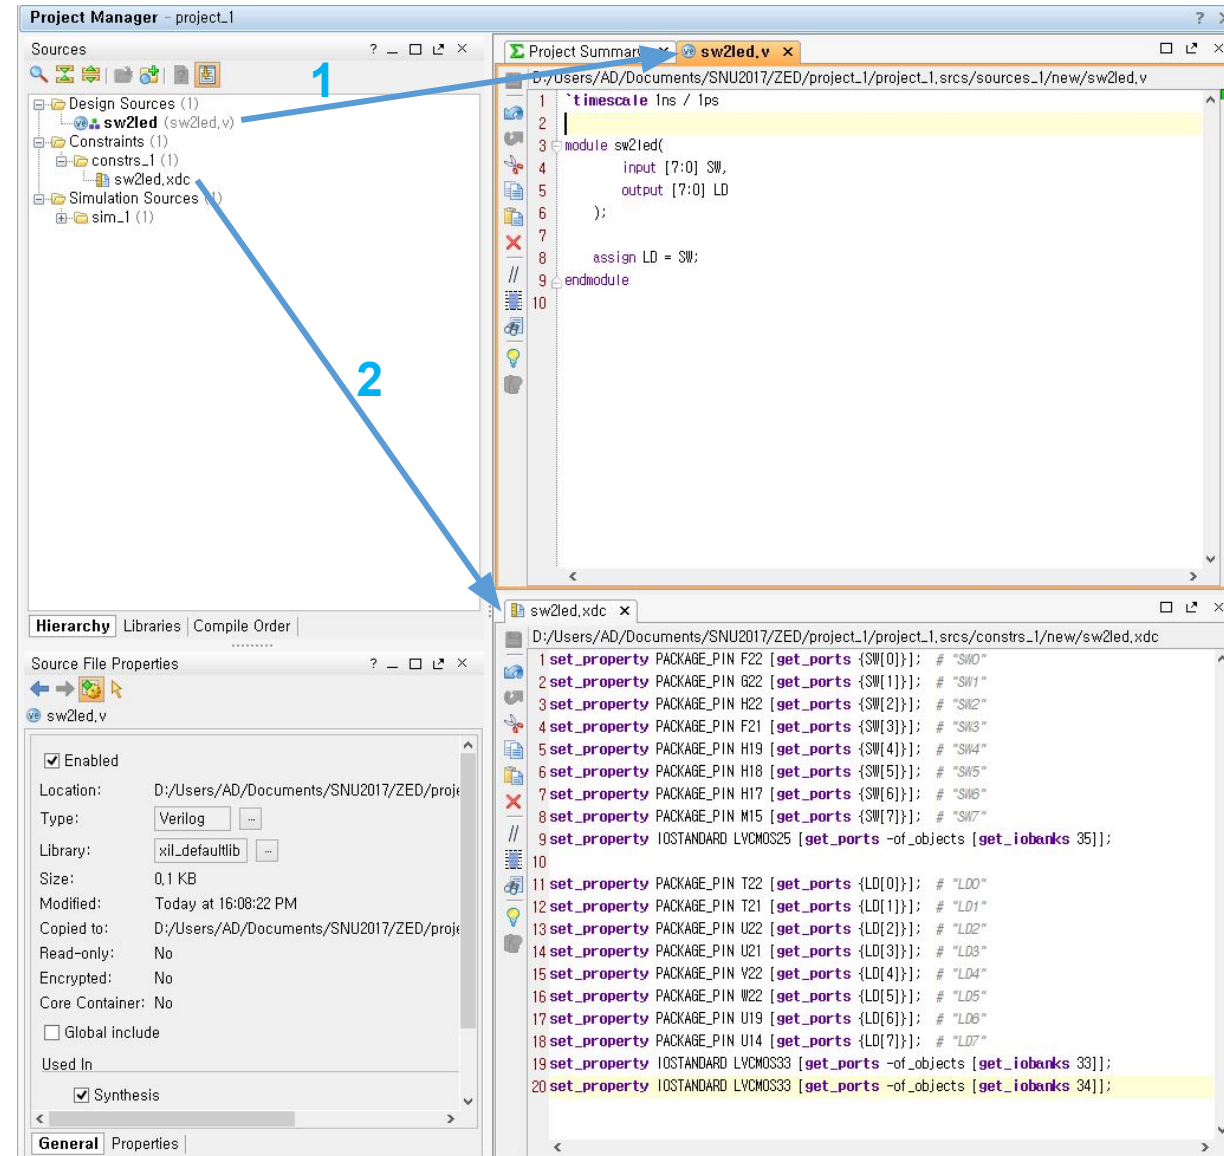 Project Manager - project_1
Sources
Design Sources (1)
sw2led (sw2led.v)
Constraints (1)
constrs_1 (1)
sw2led.xdc
Simulation Sources (1)
sim_1 (1)
1
2
Hierarchy Libraries Compile Order
Source File Properties
sw2led.v
Enabled
Location: D:/Users/AD/Documents/SNU2017/ZED/proje
Type: Verilog
Library: xil_defaultlib
Size: 0.1 KB
Modified: Today at 16:08:22 PM
Copied to: D:/Users/AD/Documents/SNU2017/ZED/proje
Read-only: No
Encrypted: No
Core Container: No
Global include
Used In
Synthesis
General Properties
Project Summary sw2led.v
D:/Users/AD/Documents/SNU2017/ZED/project_1/project_1.srcs/sources_1/new/sw2led.v
1 `timescale 1ns / 1ps
2
3 module sw2led(
4 input [7:0] SW,
5 output [7:0] LD
6 );
7
8 assign LD = SW;
9 endmodule
10
sw2led.xdc
D:/Users/AD/Documents/SNU2017/ZED/project_1/project_1.srcs/constrs_1/new/sw2led.xdc
1 set_property PACKAGE_PIN F22 [get_ports {SW[0]}]; # "SW0"
2 set_property PACKAGE_PIN G22 [get_ports {SW[1]}]; # "SW1"
3 set_property PACKAGE_PIN H22 [get_ports {SW[2]}]; # "SW2"
4 set_property PACKAGE_PIN F21 [get_ports {SW[3]}]; # "SW3"
5 set_property PACKAGE_PIN H19 [get_ports {SW[4]}]; # "SW4"
6 set_property PACKAGE_PIN H18 [get_ports {SW[5]}]; # "SW5"
7 set_property PACKAGE_PIN H17 [get_ports {SW[6]}]; # "SW6"
8 set_property PACKAGE_PIN M15 [get_ports {SW[7]}]; # "SW7"
9 set_property IOSTANDARD LVCMOS25 [get_ports -of_objects [get_iobanks 35]];
10
11 set_property PACKAGE_PIN T22 [get_ports {LD[0]}]; # "LD0"
12 set_property PACKAGE_PIN T21 [get_ports {LD[1]}]; # "LD1"
13 set_property PACKAGE_PIN U22 [get_ports {LD[2]}]; # "LD2"
14 set_property PACKAGE_PIN U21 [get_ports {LD[3]}]; # "LD3"
15 set_property PACKAGE_PIN V22 [get_ports {LD[4]}]; # "LD4"
16 set_property PACKAGE_PIN W22 [get_ports {LD[5]}]; # "LD5"
17 set_property PACKAGE_PIN U19 [get_ports {LD[6]}]; # "LD6"
18 set_property PACKAGE_PIN U14 [get_ports {LD[7]}]; # "LD7"
19 set_property IOSTANDARD LVCMOS33 [get_ports -of_objects [get_iobanks 33]];
20 set_property IOSTANDARD LVCMOS33 [get_ports -of_objects [get_iobanks 34]];